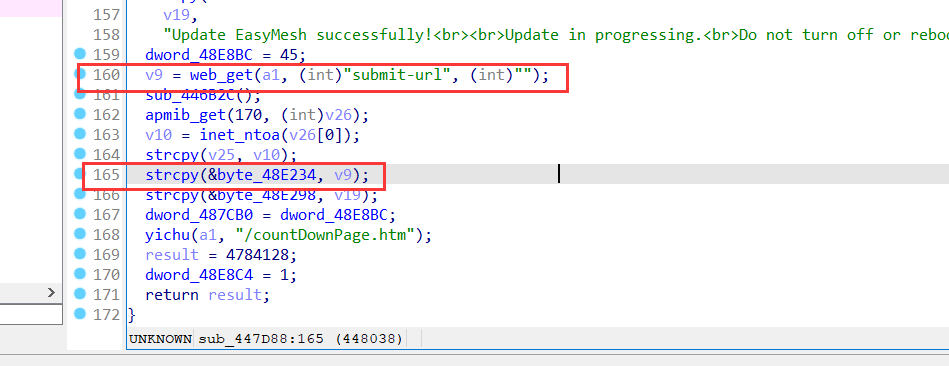 157 v19,
158 "Update EasyMesh successfully!<br><br>Update in progressing.<br>Do not turn off or reboo
159 dword_48E8BC = 45;
160 v9 = web_get(a1, (int)"submit-url", (int)"");
161 sub_446B2C();
162 apmib_get(170, (int)v26);
163 v10 = inet_ntoa(v26[0]);
164 strcpy(v25, v10);
165 strcpy(&byte_48E234, v9);
166 strcpy(&byte_48E298, v19);
167 dword_487CB0 = dword_48E8BC;
168 yichu(a1, "/countDownPage.htm");
169 result = 4784128;
170 dword_48E8C4 = 1;
171 return result;
172 }
UNKNOWN sub_447D88:165 (448038)